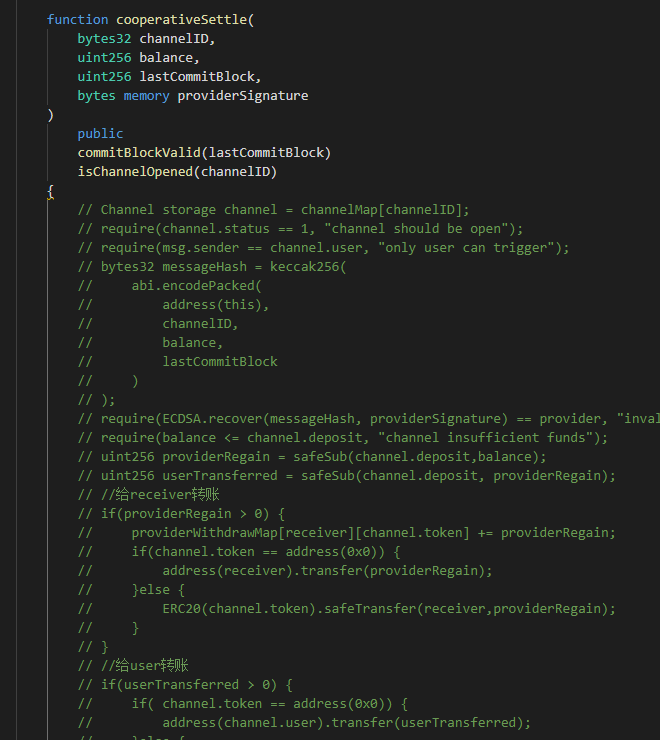 function cooperativeSettle(
    bytes32 channelID,
    uint256 balance,
    uint256 lastCommitBlock,
    bytes memory providerSignature
)
    public
    commitBlockValid(lastCommitBlock)
    isChannelOpened(channelID)
{
    // Channel storage channel = channelMap[channelID];
    // require(channel.status == 1, "channel should be open");
    // require(msg.sender == channel.user, "only user can trigger");
    // bytes32 messageHash = keccak256(
    //     abi.encodePacked(
    //         address(this),
    //         channelID,
    //         balance,
    //         lastCommitBlock
    //     )
    // );
    // require(ECDSA.recover(messageHash, providerSignature) == provider, "inval
    // require(balance <= channel.deposit, "channel insufficient funds");
    // uint256 providerRegain = safeSub(channel.deposit,balance);
    // uint256 userTransferred = safeSub(channel.deposit, providerRegain);
    // //给receiver转账
    // if(providerRegain > 0) {
    //     providerWithdrawMap[receiver][channel.token] += providerRegain;
    //     if(channel.token == address(0x0)) {
    //         address(receiver).transfer(providerRegain);
    //     }else {
    //         ERC20(channel.token).safeTransfer(receiver,providerRegain);
    //     }
    // }
    // //给user转账
    // if(userTransferred > 0) {
    //     if( channel.token == address(0x0)) {
    //         address(channel.user).transfer(userTransferred);
    //     }else {